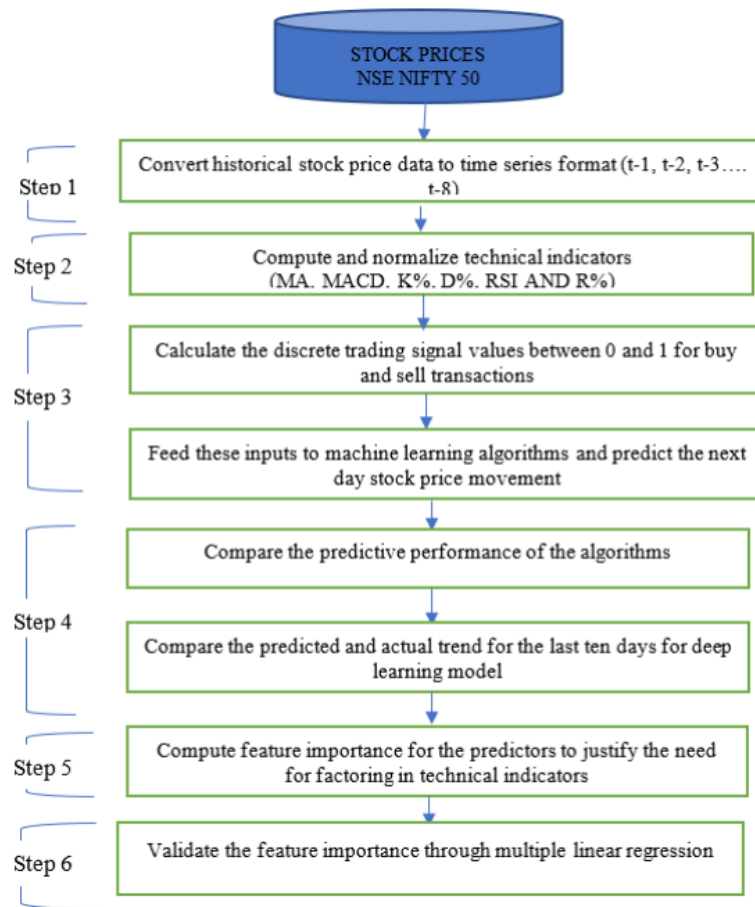 STOCK PRICES
NSE NIFTY 50
Convert historical stock price data to time series format (t-1, t-2, t-3….
t-8)
Step 1
Compute and normalize technical indicators
(MA, MACD, K%, D%, RSI AND R%)
Step 2
Calculate the discrete trading signal values between 0 and 1 for buy
and sell transactions
Step 3
Feed these inputs to machine learning algorithms and predict the next
day stock price movement
Compare the predictive performance of the algorithms
Step 4
Compare the predicted and actual trend for the last ten days for deep
learning model
Compute feature importance for the predictors to justify the need
for factoring in technical indicators
Step 5
Validate the feature importance through multiple linear regression
Step 6